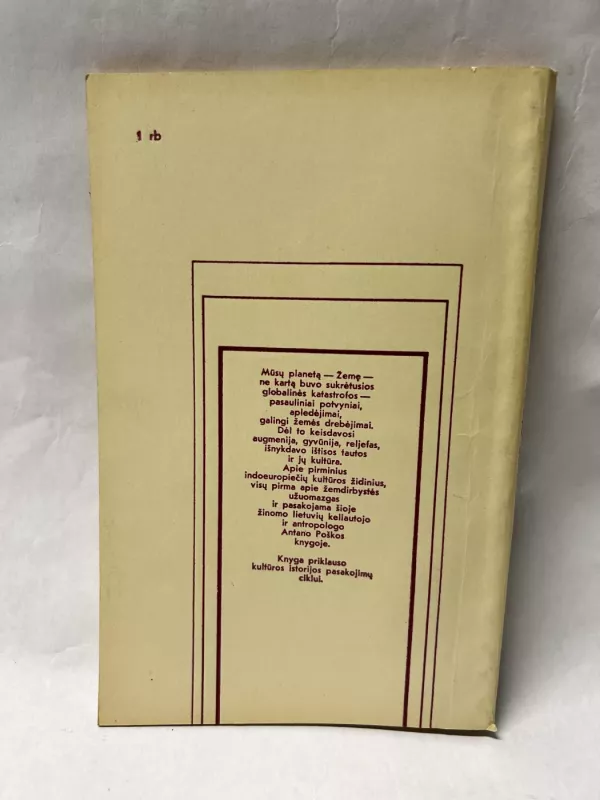 1 rb
Mūsų planetą — Žemę —
ne kartą buvo sukrėtusios
globalinės katastrofos —
pasauliniai potvyniai,
apledėjimai,
galingi žemės drebėjimai.
Dėl to keisdavosi
augmenija, gyvūnija, reljefas,
išnykdavo ištisos tautos
ir jų kultūra.
Apie pirminius
indoeuropiečių kultūros židinius,
visų pirma apie žemdirbystės
užuomazgas
ir pasakojama šioje
žinomo lietuvių keliautojo
ir antropologo
Antano Poškos
knygoje.
Knyga priklauso
kultūros istorijos pasakojimų
ciklui.